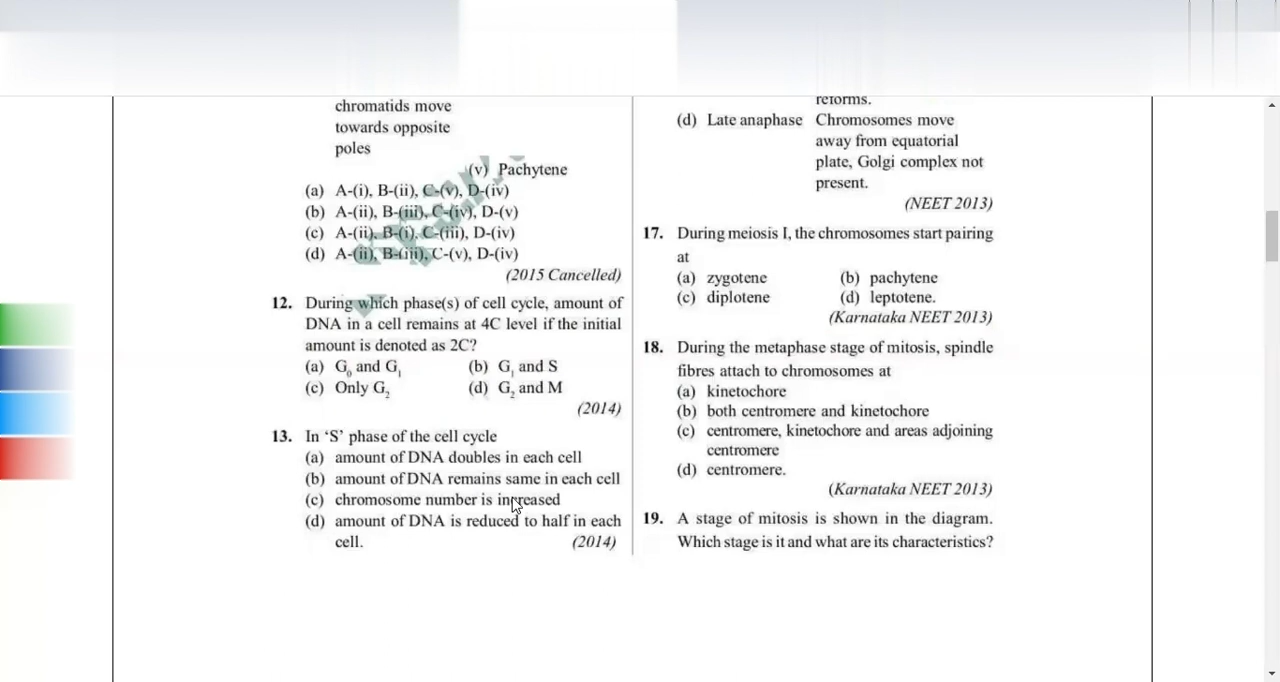 chromatids move
towards opposite
poles
(v) Pachytene
(a) A-(i), B-(ii), C-(v), D-(iv)
(b) A-(ii), B-(iii), C-(iv), D-(v)
(c) A-(ii), B-(i), C-(iii), D-(iv)
(d) A-(ii), B-(iii), C-(v), D-(iv)
(2015 Cancelled)
12. During which phase(s) of cell cycle, amount of
DNA in a cell remains at 4C level if the initial
amount is denoted as 2C?
(a) G₀ and G₁ (b) G₁ and S
(c) Only G₂ (d) G₂ and M
(2014)
13. In ‘S’ phase of the cell cycle
(a) amount of DNA doubles in each cell
(b) amount of DNA remains same in each cell
(c) chromosome number is increased
(d) amount of DNA is reduced to half in each
cell. (2014)
reforms.
(d) Late anaphase Chromosomes move
away from equatorial
plate, Golgi complex not
present.
(NEET 2013)
17. During meiosis I, the chromosomes start pairing
at
(a) zygotene (b) pachytene
(c) diplotene (d) leptotene.
(Karnataka NEET 2013)
18. During the metaphase stage of mitosis, spindle
fibres attach to chromosomes at
(a) kinetochore
(b) both centromere and kinetochore
(c) centromere, kinetochore and areas adjoining
centromere
(d) centromere.
(Karnataka NEET 2013)
19. A stage of mitosis is shown in the diagram.
Which stage is it and what are its characteristics?